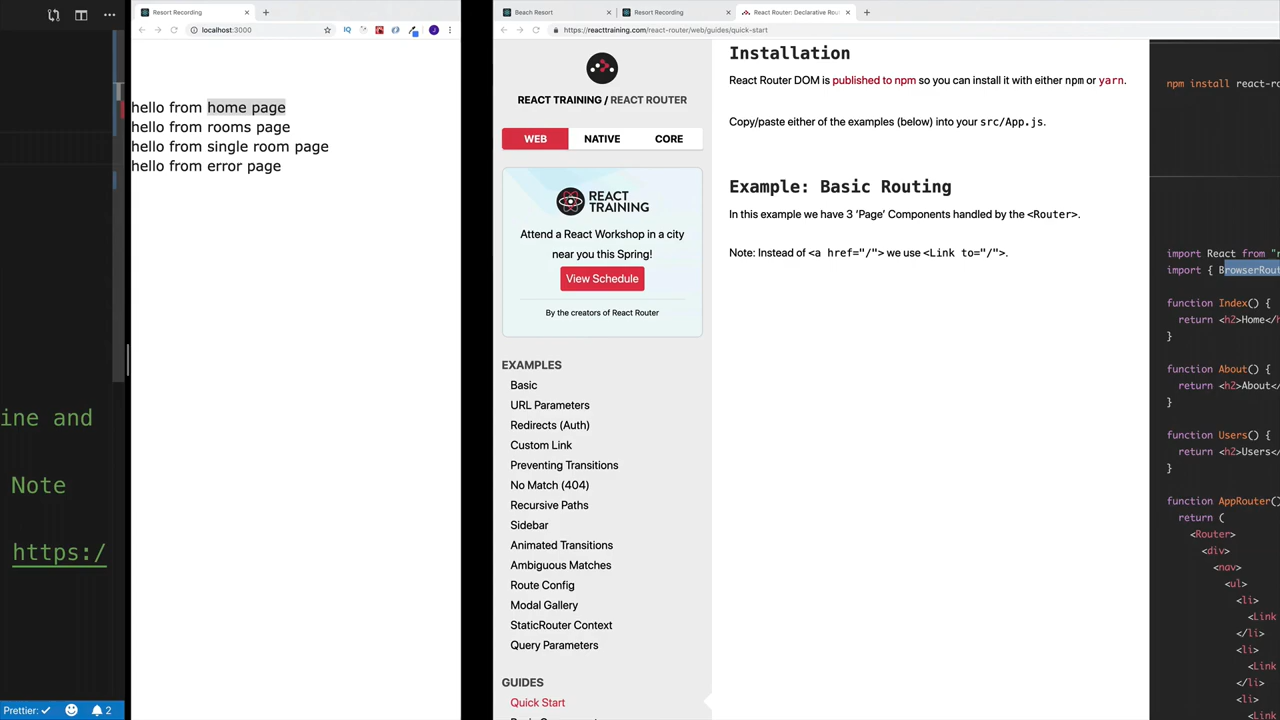 ine and
Note
https:/
Prettier: ✓
2
Resort Recording
localhost:3000
hello from home page
hello from rooms page
hello from single room page
hello from error page
Beach Resort
Resort Recording
React Router: Declarative Rou
https://reacttraining.com/react-router/web/guides/quick-start
REACT TRAINING / REACT ROUTER
WEB
NATIVE
CORE
REACT
TRAINING
Attend a React Workshop in a city
near you this Spring!
View Schedule
By the creators of React Router
EXAMPLES
Basic
URL Parameters
Redirects (Auth)
Custom Link
Preventing Transitions
No Match (404)
Recursive Paths
Sidebar
Animated Transitions
Ambiguous Matches
Route Config
Modal Gallery
StaticRouter Context
Query Parameters
GUIDES
Quick Start
Installation
React Router DOM is published to npm so you can install it with either npm or yarn.
Copy/paste either of the examples (below) into your src/App.js.
Example: Basic Routing
In this example we have 3 ‘Page’ Components handled by the <Router>.
Note: Instead of <a href="/"> we use <Link to="/">.
npm install react-ro
import React from "r
import { BrowserRout
function Index() {
return <h2>Home</h
}
function About() {
return <h2>About</
}
function Users() {
return <h2>Users</
}
function AppRouter()
return (
<Router>
<div>
<nav>
<ul>
<li>
<Link
</li>
<li>
<Link
</li>
<li>
<Link